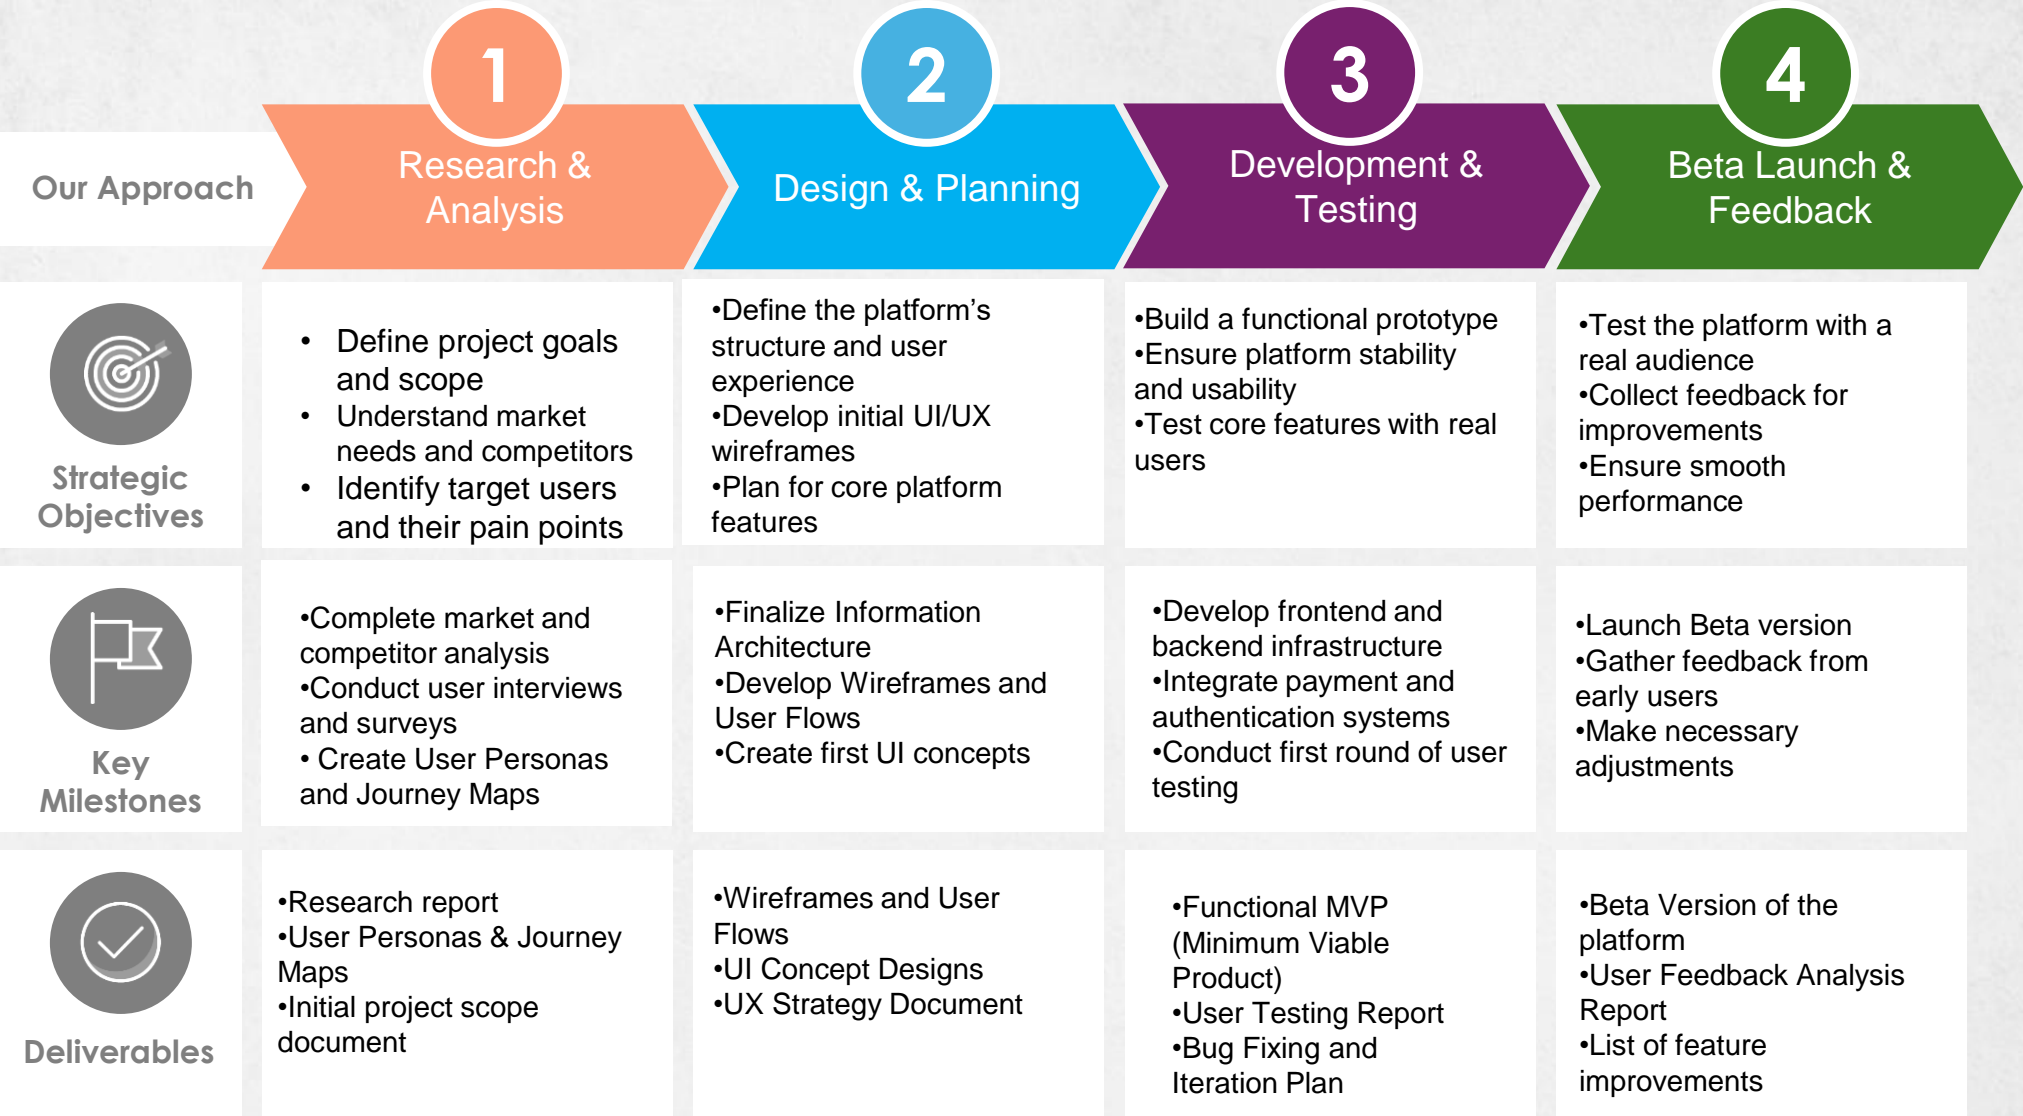 1
2
3
4
Our Approach
Research &
Analysis
Design & Planning
Development &
Testing
Beta Launch &
Feedback
Strategic
Objectives
• Define project goals
and scope
• Understand market
needs and competitors
• Identify target users
and their pain points
•Define the platform’s
structure and user
experience
•Develop initial UI/UX
wireframes
•Plan for core platform
features
•Build a functional prototype
•Ensure platform stability
and usability
•Test core features with real
users
•Test the platform with a
real audience
•Collect feedback for
improvements
•Ensure smooth
performance
Key
Milestones
•Complete market and
competitor analysis
•Conduct user interviews
and surveys
• Create User Personas
and Journey Maps
•Finalize Information
Architecture
•Develop Wireframes and
User Flows
•Create first UI concepts
•Develop frontend and
backend infrastructure
•Integrate payment and
authentication systems
•Conduct first round of user
testing
•Launch Beta version
•Gather feedback from
early users
•Make necessary
adjustments
Deliverables
•Research report
•User Personas & Journey
Maps
•Initial project scope
document
•Wireframes and User
Flows
•UI Concept Designs
•UX Strategy Document
•Functional MVP
(Minimum Viable
Product)
•User Testing Report
•Bug Fixing and
Iteration Plan
•Beta Version of the
platform
•User Feedback Analysis
Report
•List of feature
improvements